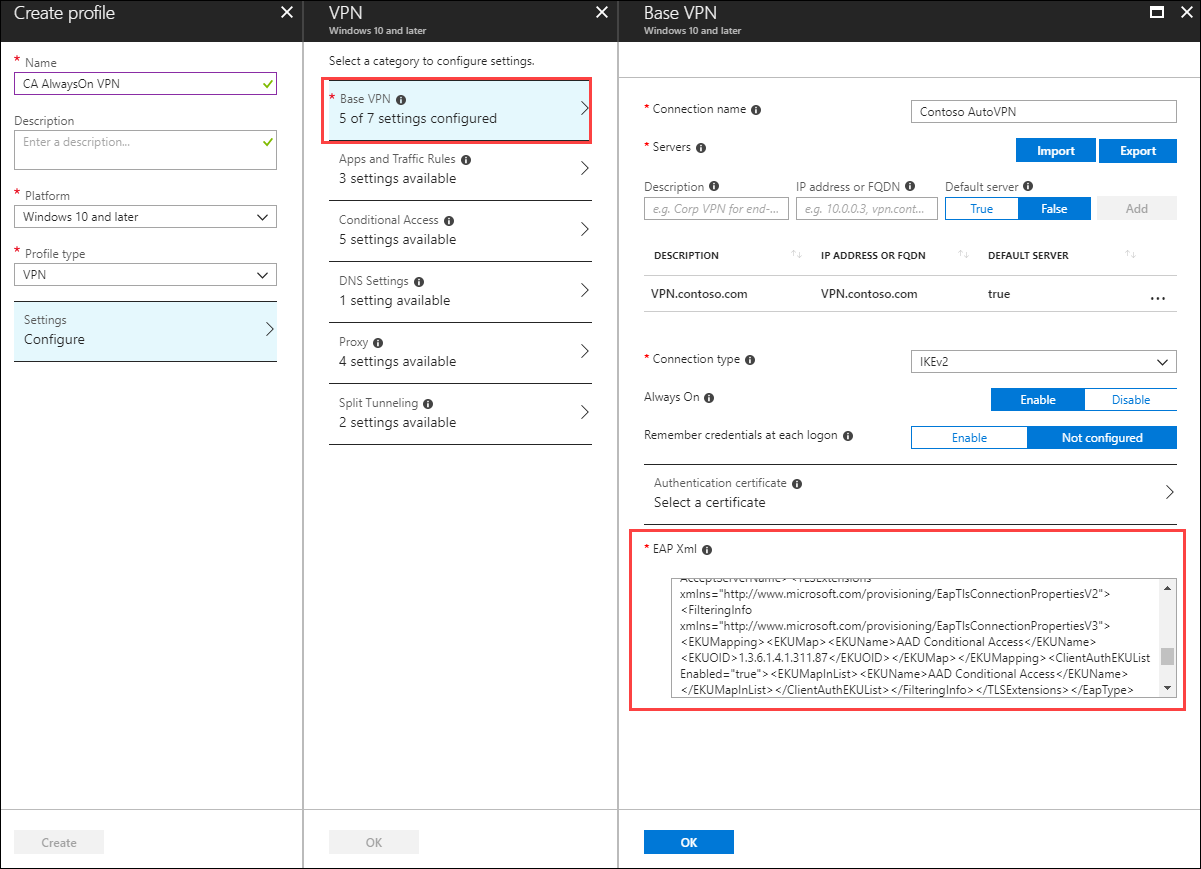 Create profile
* Name
CA AlwaysOn VPN
Description
Enter a description...
* Platform
Windows 10 and later
* Profile type
VPN
Settings
Configure
Create
VPN
Windows 10 and later
Select a category to configure settings.
* Base VPN
5 of 7 settings configured
Apps and Traffic Rules
3 settings available
Conditional Access
5 settings available
DNS Settings
1 setting available
Proxy
4 settings available
Split Tunneling
2 settings available
OK
Base VPN
Windows 10 and later
* Connection name
Contoso AutoVPN
* Servers
Import Export
Description IP address or FQDN Default server
e.g. Corp VPN for end-... e.g. 10.0.0.3, vpn.cont... True False Add
DESCRIPTION IP ADDRESS OR FQDN DEFAULT SERVER
VPN.contoso.com VPN.contoso.com true ...
* Connection type
IKEv2
Always On
Enable Disable
Remember credentials at each logon
Enable Not configured
Authentication certificate
Select a certificate
* EAP Xml
AcceptServerName><TLSExtensions
xmlns="http://www.microsoft.com/provisioning/EapTlsConnectionPropertiesV2">
<FilteringInfo
xmlns="http://www.microsoft.com/provisioning/EapTlsConnectionPropertiesV3">
<EKUMapping><EKUMap><EKUName>AAD Conditional Access</EKUName>
<EKUOID>1.3.6.1.4.1.311.87</EKUOID></EKUMap></EKUMapping><ClientAuthEKUList
Enabled="true"><EKUMapInList><EKUName>AAD Conditional Access</EKUName>
</EKUMapInList></ClientAuthEKUList></FilteringInfo></TLSExtensions></EapType>
OK